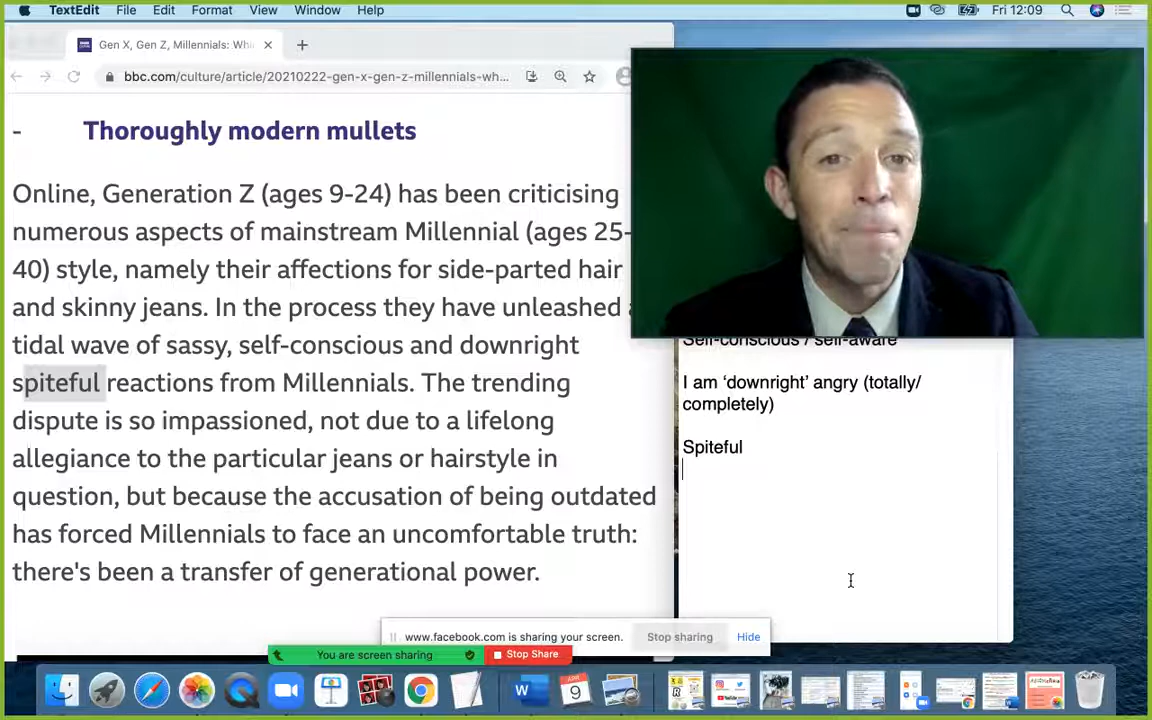 TextEdit File Edit Format View Window Help Fri 12:09
Gen X, Gen Z, Millennials: Wh
bbc.com/culture/article/20210222-gen-x-gen-z-millennials-wh...
- Thoroughly modern mullets
Online, Generation Z (ages 9-24) has been criticising
numerous aspects of mainstream Millennial (ages 25-
40) style, namely their affections for side-parted hair
and skinny jeans. In the process they have unleashed a
tidal wave of sassy, self-conscious and downright
spiteful reactions from Millennials. The trending
dispute is so impassioned, not due to a lifelong
allegiance to the particular jeans or hairstyle in
question, but because the accusation of being outdated
has forced Millennials to face an uncomfortable truth:
there's been a transfer of generational power.
Self-conscious / self-aware
I am ‘downright’ angry (totally/
completely)
Spiteful
www.facebook.com is sharing your screen. Stop sharing Hide
You are screen sharing Stop Share
APR
9